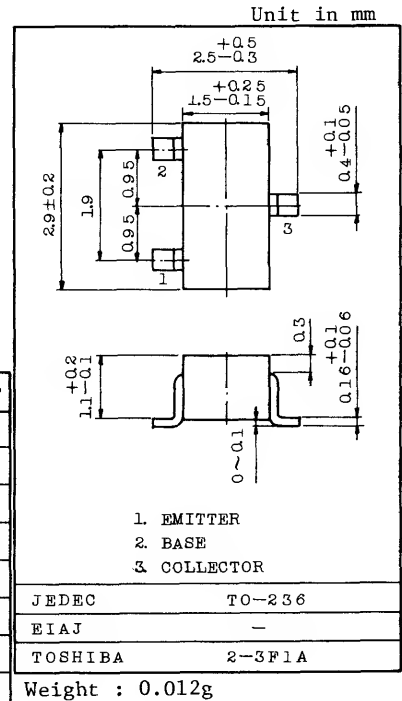 Unit in mm
+0.5
2.5-0.3
+0.25
1.5-0.15
2.9±0.2
1.9
0.95
0.95
2
1
3
+0.1
0.4-0.05
+0.2
1.1-0.1
0.3
+0.1
0.16-0.06
0~0.1
1. EMITTER
2. BASE
3. COLLECTOR
JEDEC TO-236
EIAJ -
TOSHIBA 2-3F1A
Weight : 0.012g